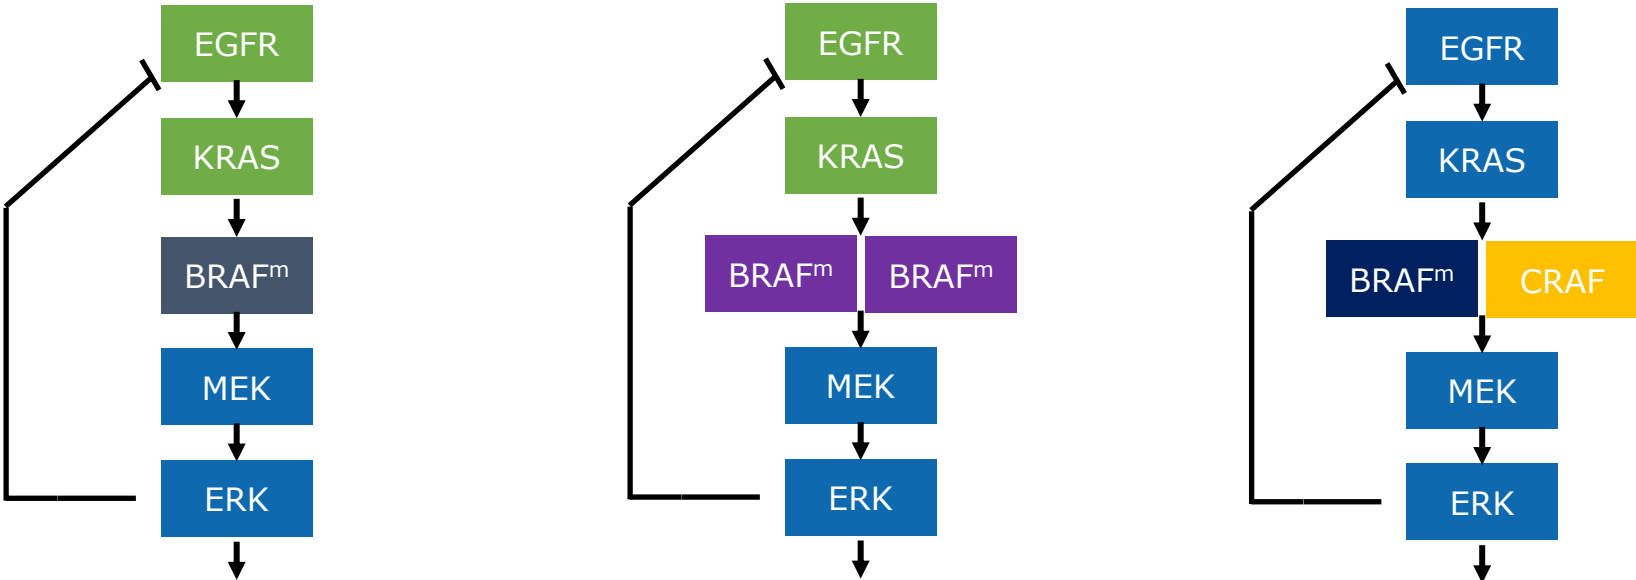 EGFR
KRAS
BRAFᵐ
MEK
ERK
EGFR
KRAS
BRAFᵐ BRAFᵐ
MEK
ERK
EGFR
KRAS
BRAFᵐ CRAF
MEK
ERK